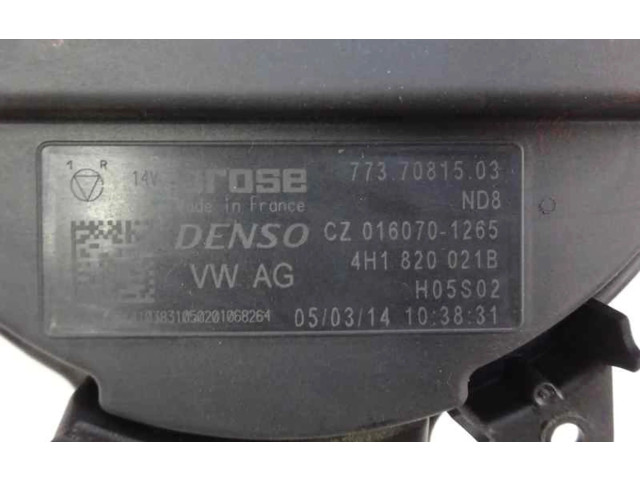 1 R 14V rose 773.70815.03
Made in France ND8
DENSO CZ 016070-1265
VW AG 4H1 820 021B
H05S02
05/03/14 10:38:31